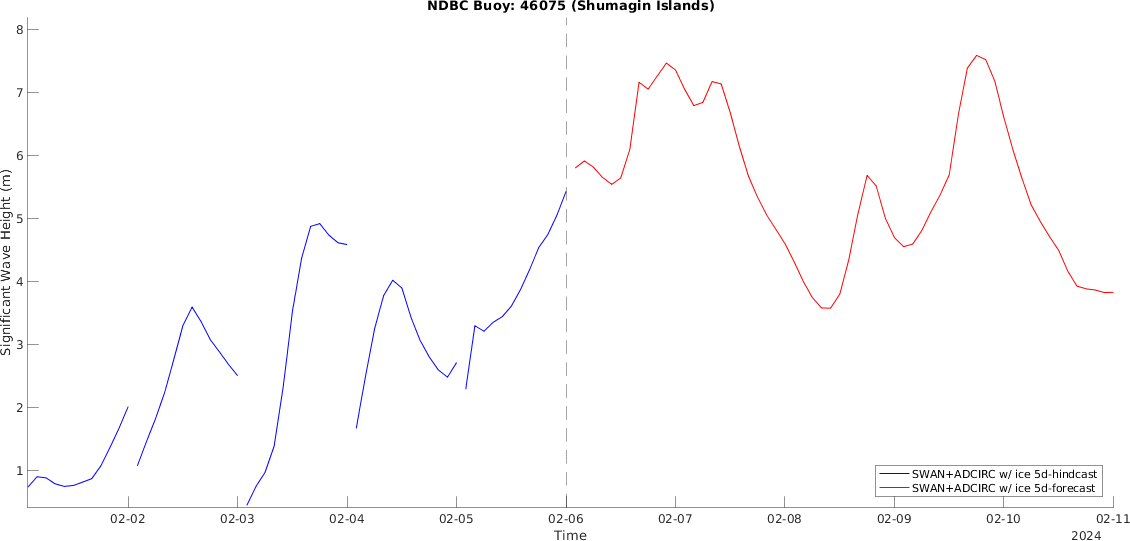 NDBC Buoy: 46075 (Shumagin Islands)
8
7
6
5
4
3
2
1
Significant Wave Height (m)
SWAN+ADCIRC w/ ice 5d-hindcast
SWAN+ADCIRC w/ ice 5d-forecast
02-02 02-03 02-04 02-05 02-06 02-07 02-08 02-09 02-10 02-11
Time
2024